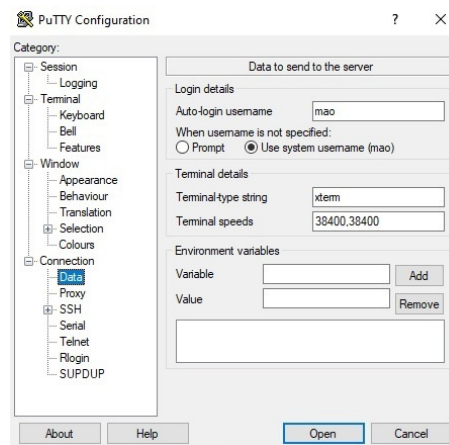 PuTTY Configuration
?
×
Category:
Session
Logging
Terminal
Keyboard
Bell
Features
Window
Appearance
Behaviour
Translation
Selection
Colours
Connection
Data
Proxy
SSH
Serial
Telnet
Rlogin
SUPDUP
Data to send to the server
Login details
Auto-login username mao
When username is not specified:
Prompt Use system username (mao)
Terminal details
Terminal-type string xterm
Terminal speeds 38400,38400
Environment variables
Variable Add
Value Remove
About Help Open Cancel